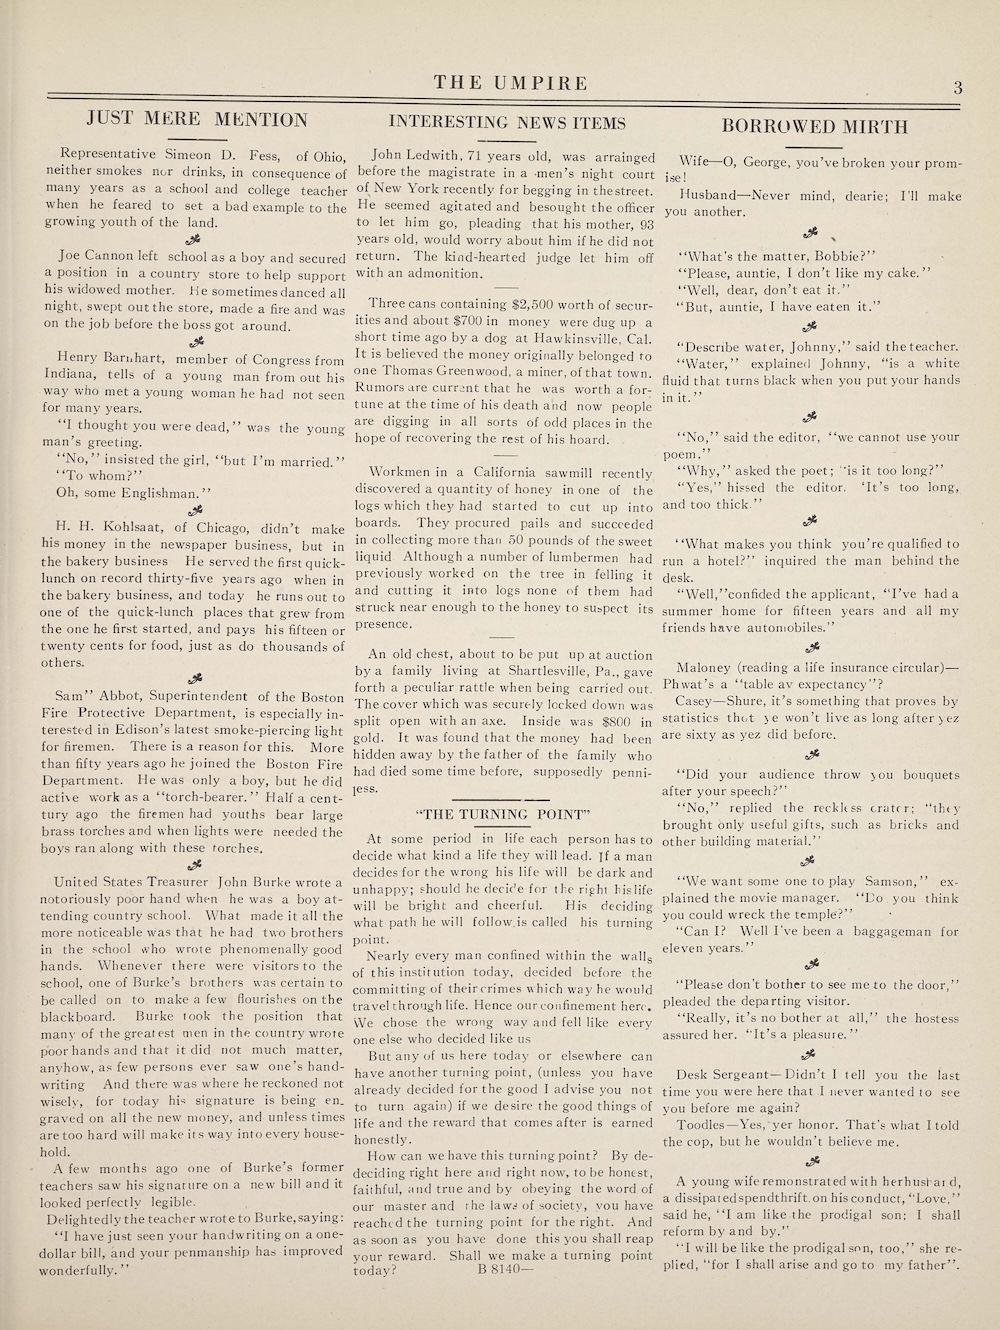 THE UMPIRE
3
JUST MERE MENTION
Representative Simeon D. Fess, of Ohio,
neither smokes nor drinks, in consequence of
many years as a school and college teacher
when he feared to set a bad example to the
growing youth of the land.
Joe Cannon left school as a boy and secured
a position in a country store to help support
his widowed mother. He sometimes danced all
night, swept out the store, made a fire and was
on the job before the boss got around.
Henry Barnhart, member of Congress from
Indiana, tells of a young man from out his
way who met a young woman he had not seen
for many years.
"I thought you were dead," was the young
man's greeting.
"No," insisted the girl, "but I'm married."
"To whom?"
Oh, some Englishman."
H. H. Kohlsaat, of Chicago, didn't make
his money in the newspaper business, but in
the bakery business He served the first quick-
lunch on record thirty-five years ago when in
the bakery business, and today he runs out to
one of the quick-lunch places that grew from
the one he first started, and pays his fifteen or
twenty cents for food, just as do thousands of
others.
Sam" Abbot, Superintendent of the Boston
Fire Protective Department, is especially in-
terested in Edison's latest smoke-piercing light
for firemen. There is a reason for this. More
than fifty years ago he joined the Boston Fire
Department. He was only a boy, but he did
active work as a "torch-bearer." Half a cent-
tury ago the firemen had youths bear large
brass torches and when lights were needed the
boys ran along with these torches.
United States Treasurer John Burke wrote a
notoriously poor hand when he was a boy at-
tending country school. What made it all the
more noticeable was that he had two brothers
in the school who wrote phenomenally good
hands. Whenever there were visitors to the
school, one of Burke's brothers was certain to
be called on to make a few flourishes on the
blackboard. Burke took the position that
many of the greatest men in the country wrote
poor hands and that it did not much matter,
anyhow, as few persons ever saw one's hand-
writing And there was where he reckoned not
wisely, for today his signature is being en-
graved on all the new money, and unless times
are too hard will make its way into every house-
hold.
A few months ago one of Burke's former
teachers saw his signature on a new bill and it
looked perfectly legible.
Delightedly the teacher wrote to Burke, saying:
"I have just seen your handwriting on a one-
dollar bill, and your penmanship has improved
wonderfully."
INTERESTING NEWS ITEMS
John Ledwith, 71 years old, was arrainged
before the magistrate in a men's night court
of New York recently for begging in the street.
He seemed agitated and besought the officer
to let him go, pleading that his mother, 93
years old, would worry about him if he did not
return. The kind-hearted judge let him off
with an admonition.
Three cans containing $2,500 worth of secur-
ities and about $700 in money were dug up a
short time ago by a dog at Hawkinsville, Cal.
It is believed the money originally belonged to
one Thomas Greenwood, a miner, of that town.
Rumors are current that he was worth a for-
tune at the time of his death and now people
are digging in all sorts of odd places in the
hope of recovering the rest of his hoard.
Workmen in a California sawmill recently
discovered a quantity of honey in one of the
logs which they had started to cut up into
boards. They procured pails and succeeded
in collecting more than 50 pounds of the sweet
liquid Although a number of lumbermen had
previously worked on the tree in felling it
and cutting it into logs none of them had
struck near enough to the honey to suspect its
presence.
An old chest, about to be put up at auction
by a family living at Shartlesville, Pa., gave
forth a peculiar rattle when being carried out.
The cover which was securely locked down was
split open with an axe. Inside was $800 in
gold. It was found that the money had been
hidden away by the father of the family who
had died some time before, supposedly penni-
less.
"THE TURNING POINT"
At some period in life each person has to
decide what kind a life they will lead. If a man
decides for the wrong his life will be dark and
unhappy; should he decide for the right his life
will be bright and cheerful. His deciding
what path he will follow, is called his turning
point.
Nearly every man confined within the walls
of this institution today, decided before the
committing of their crimes which way he would
travel through life. Hence our confinement here.
We chose the wrong way and fell like every
one else who decided like us
But any of us here today or elsewhere can
have another turning point, (unless you have
already decided for the good I advise you not
to turn again) if we desire the good things of
life and the reward that comes after is earned
honestly.
How can we have this turning point? By de-
deciding right here and right now, to be honest,
faithful, and true and by obeying the word of
our master and the laws of society, you have
reached the turning point for the right. And
as soon as you have done this you shall reap
your reward. Shall we make a turning point
today? B 8140—
BORROWED MIRTH
Wife—O, George, you've broken your prom-
ise!
Husband—Never mind, dearie; I'll make
you another.
"What's the matter, Bobbie?"
"Please, auntie, I don't like my cake."
"Well, dear, don't eat it."
"But, auntie, I have eaten it."
"Describe water, Johnny," said the teacher.
"Water," explained Johnny, "is a white
fluid that turns black when you put your hands
in it."
"No," said the editor, "we cannot use your
poem."
"Why," asked the poet; "is it too long?"
"Yes," hissed the editor. 'It's too long,
and too thick."
"What makes you think you're qualified to
run a hotel?" inquired the man behind the
desk.
"Well,"confided the applicant, "I've had a
summer home for fifteen years and all my
friends have automobiles."
Maloney (reading a life insurance circular)—
Phwat's a "table av expectancy"?
Casey—Shure, it's something that proves by
statistics thot ye won't live as long after yez
are sixty as yez did before.
"Did your audience throw you bouquets
after your speech?"
"No," replied the reckless orator; "they
brought only useful gifts, such as bricks and
other building material."
"We want some one to play Samson," ex-
plained the movie manager. "Do you think
you could wreck the temple?"
"Can I? Well I've been a baggageman for
eleven years."
"Please don't bother to see me to the door,"
pleaded the departing visitor.
"Really, it's no bother at all," the hostess
assured her. "It's a pleasure."
Desk Sergeant—Didn't I tell you the last
time you were here that I never wanted to see
you before me again?
Toodles—Yes, yer honor. That's what I told
the cop, but he wouldn't believe me.
A young wife remonstrated with her husband,
a dissipated spendthrift. on his conduct, "Love,"
said he, "I am like the prodigal son; I shall
reform by and by."
"I will be like the prodigal son, too," she re-
plied, "for I shall arise and go to my father".